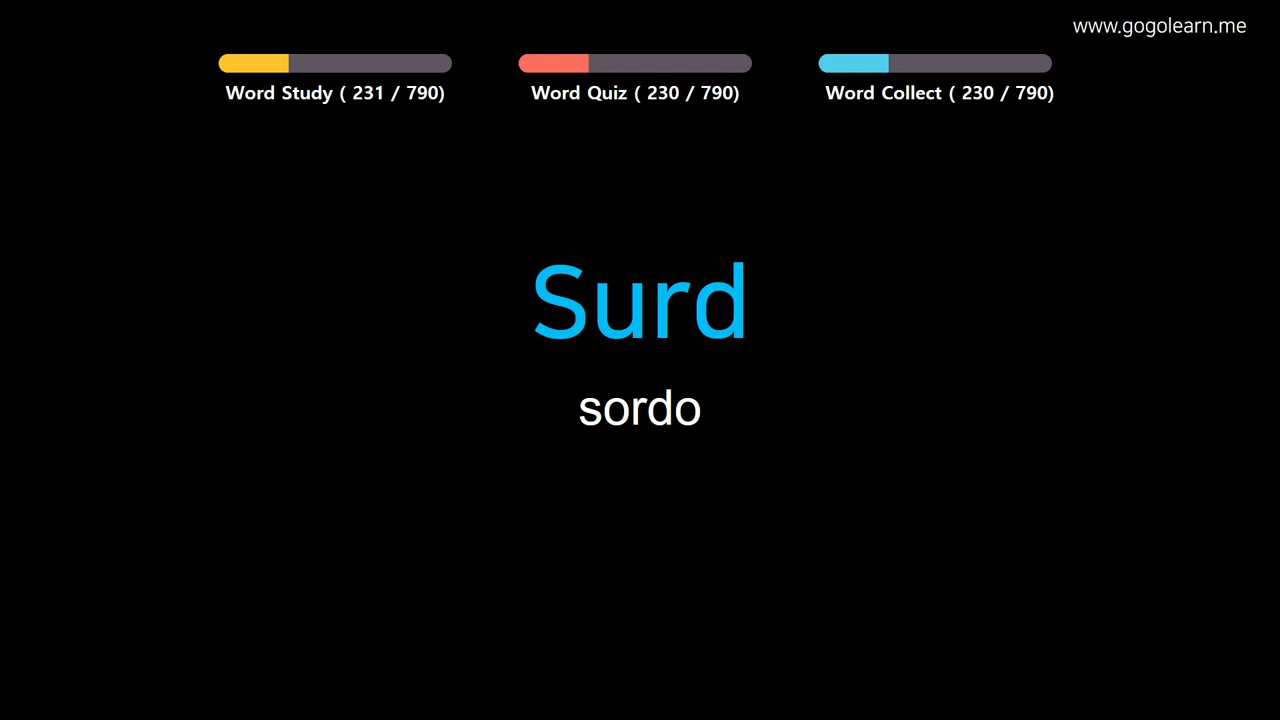 www.gogolearn.me
Word Study ( 231 / 790)
Word Quiz ( 230 / 790)
Word Collect ( 230 / 790)
Surd
sordo